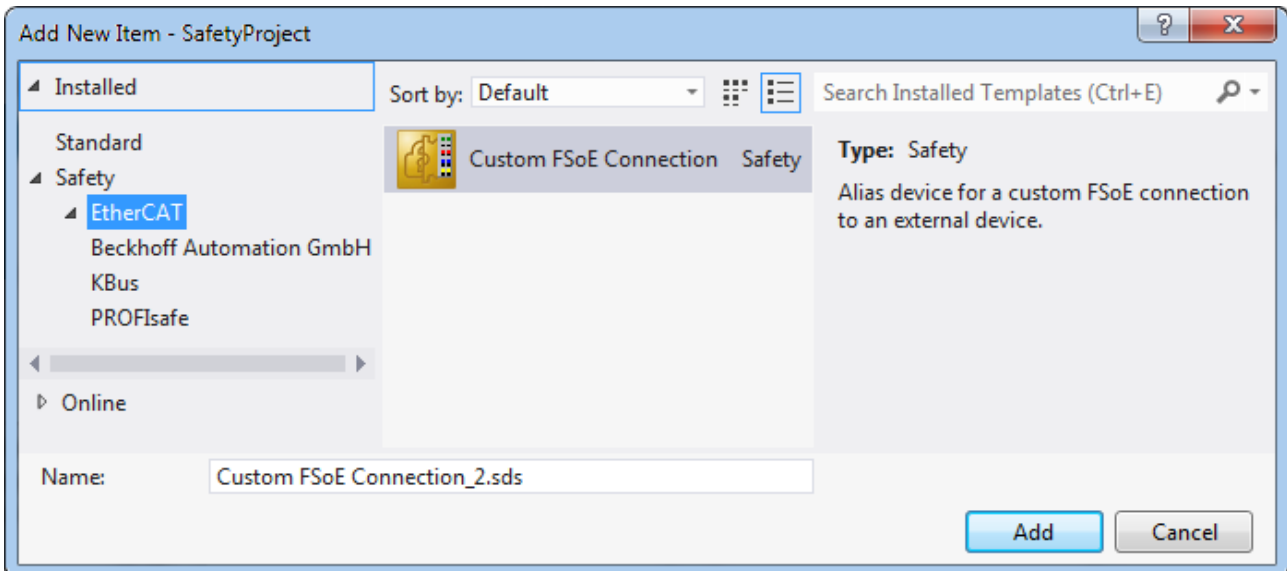 Add New Item - SafetyProject
?
Installed
Standard
Safety
EtherCAT
Beckhoff Automation GmbH
KBus
PROFIsafe
Online
Sort by: Default
Search Installed Templates (Ctrl+E)
Custom FSoE Connection Safety
Type: Safety
Alias device for a custom FSoE connection
to an external device.
Name: Custom FSoE Connection_2.sds
Add Cancel